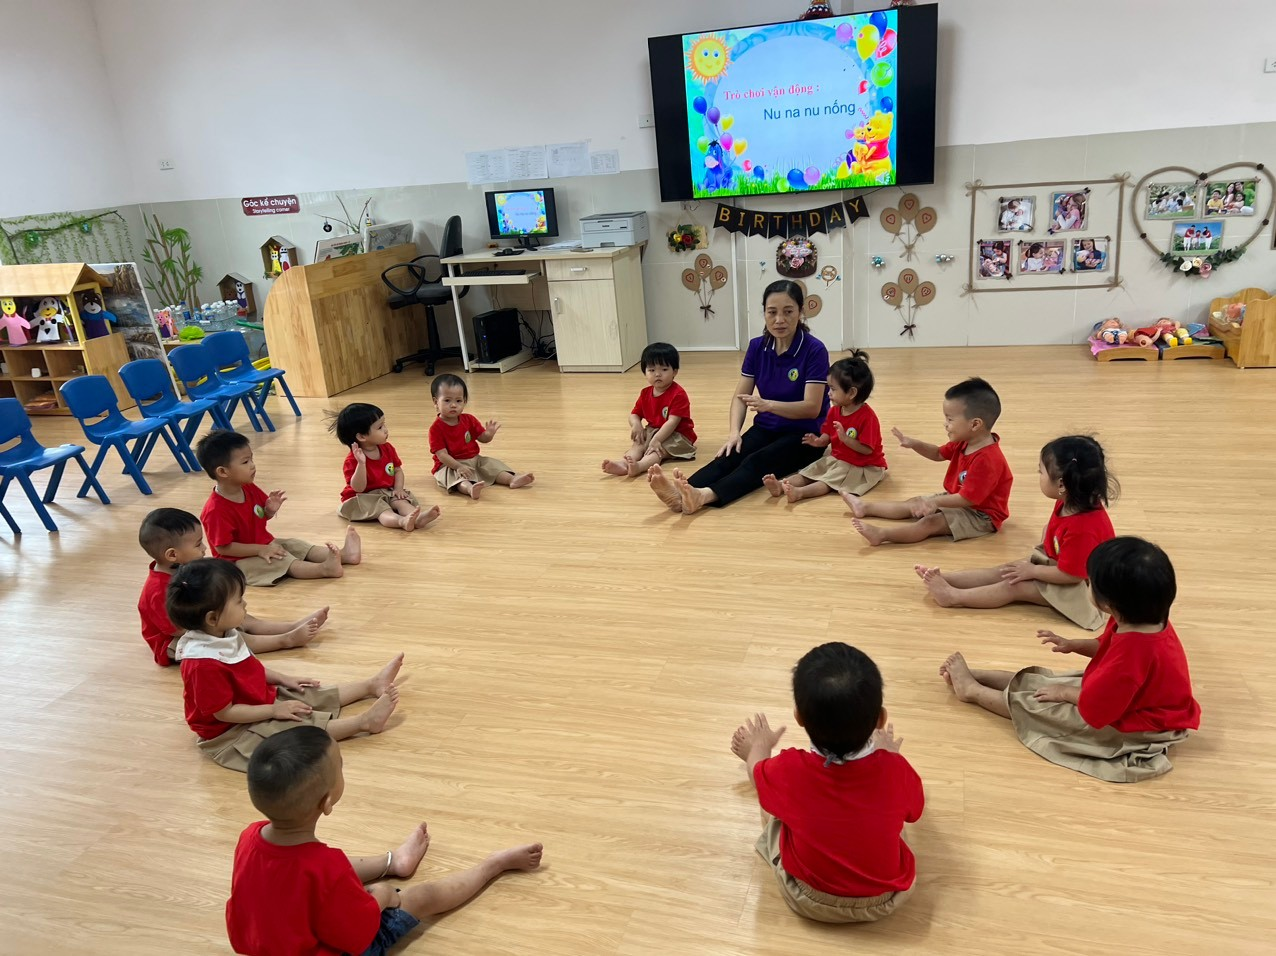 Trò chơi vận động :
Nu na nu nống
Góc kể chuyện
Storytelling corner
BIRTHDAY